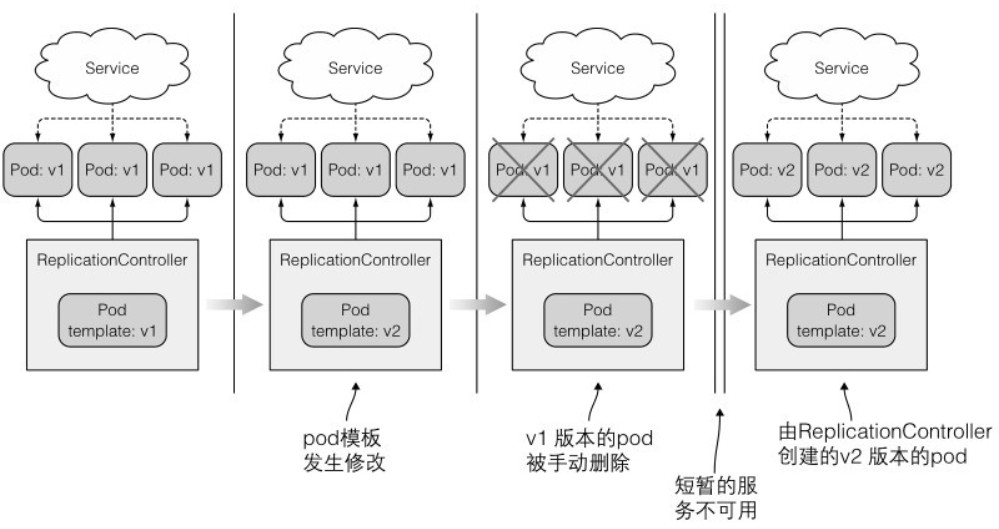 Service
Service
Service
Service
Pod: v1
Pod: v1
Pod: v1
Pod: v1
Pod: v1
Pod: v1
Pod: v1
Pod: v1
Pod: v1
Pod: v2
Pod: v2
Pod: v2
ReplicationController
ReplicationController
ReplicationController
ReplicationController
Pod
template: v1
Pod
template: v2
Pod
template: v2
Pod
template: v2
pod模板
发生修改
v1 版本的pod
被手动删除
短暂的服
务不可用
由ReplicationController
创建的v2 版本的pod